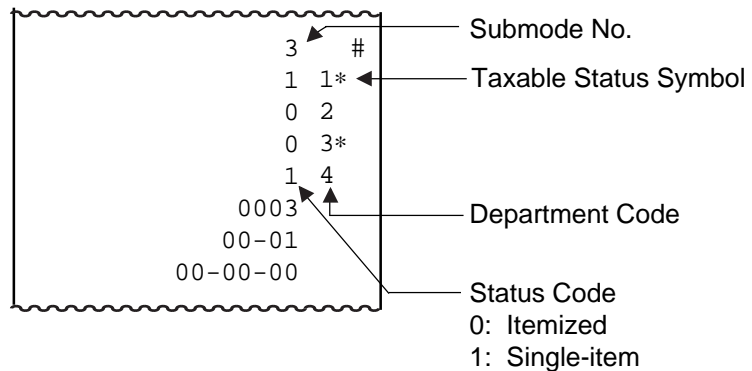 Submode No.
3 #
1 1* Taxable Status Symbol
0 2
0 3*
1 4
0003 Department Code
00-01
00-00-00
Status Code
0: Itemized
1: Single-item